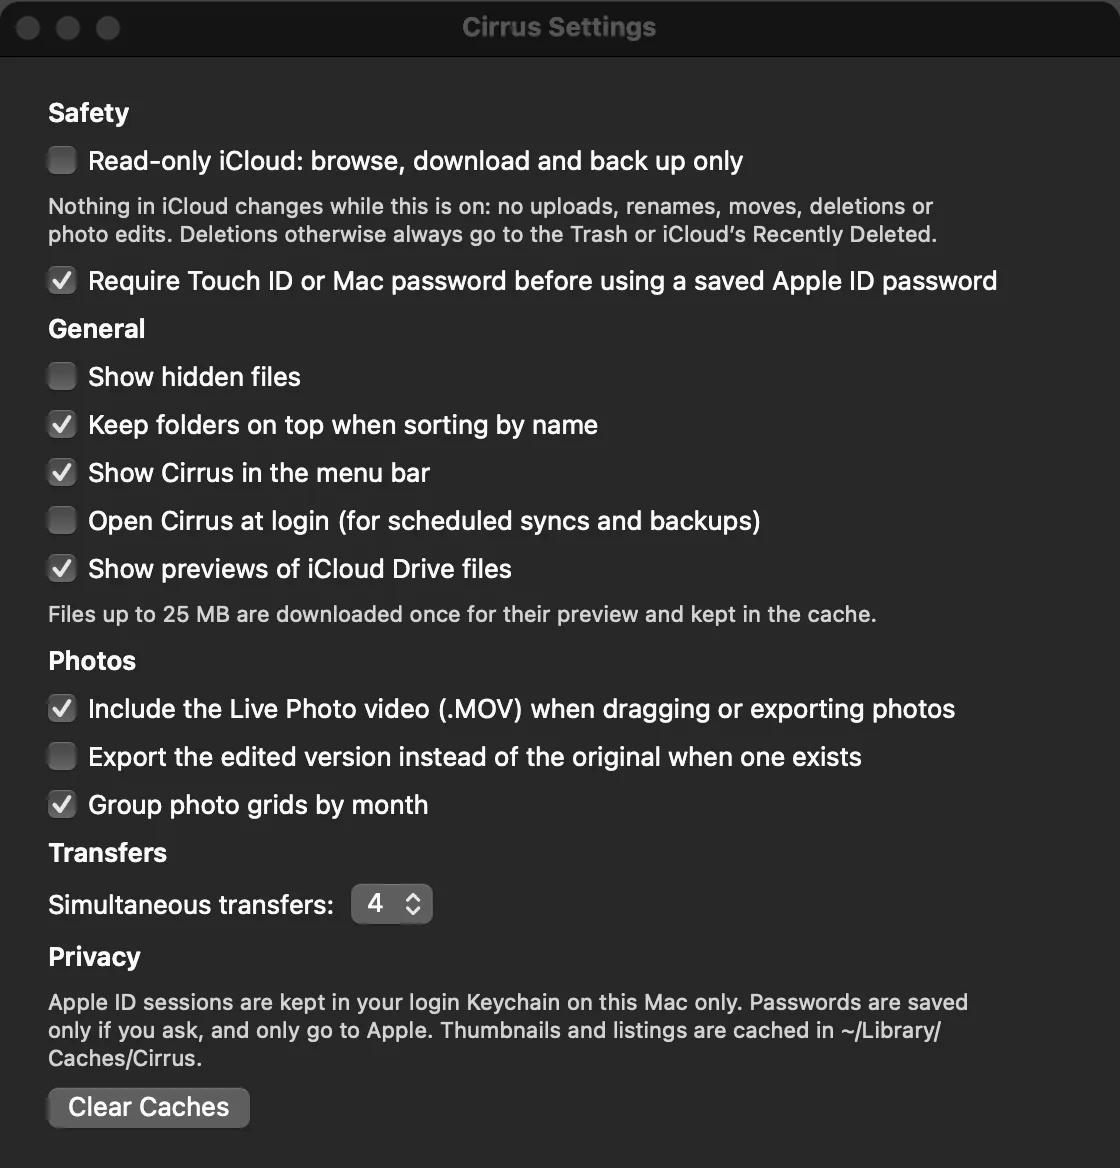 Cirrus Settings
Safety
Read-only iCloud: browse, download and back up only
Nothing in iCloud changes while this is on: no uploads, renames, moves, deletions or
photo edits. Deletions otherwise always go to the Trash or iCloud’s Recently Deleted.
Require Touch ID or Mac password before using a saved Apple ID password
General
Show hidden files
Keep folders on top when sorting by name
Show Cirrus in the menu bar
Open Cirrus at login (for scheduled syncs and backups)
Show previews of iCloud Drive files
Files up to 25 MB are downloaded once for their preview and kept in the cache.
Photos
Include the Live Photo video (.MOV) when dragging or exporting photos
Export the edited version instead of the original when one exists
Group photo grids by month
Transfers
Simultaneous transfers: 4
Privacy
Apple ID sessions are kept in your login Keychain on this Mac only. Passwords are saved
only if you ask, and only go to Apple. Thumbnails and listings are cached in ~/Library/
Caches/Cirrus.
Clear Caches